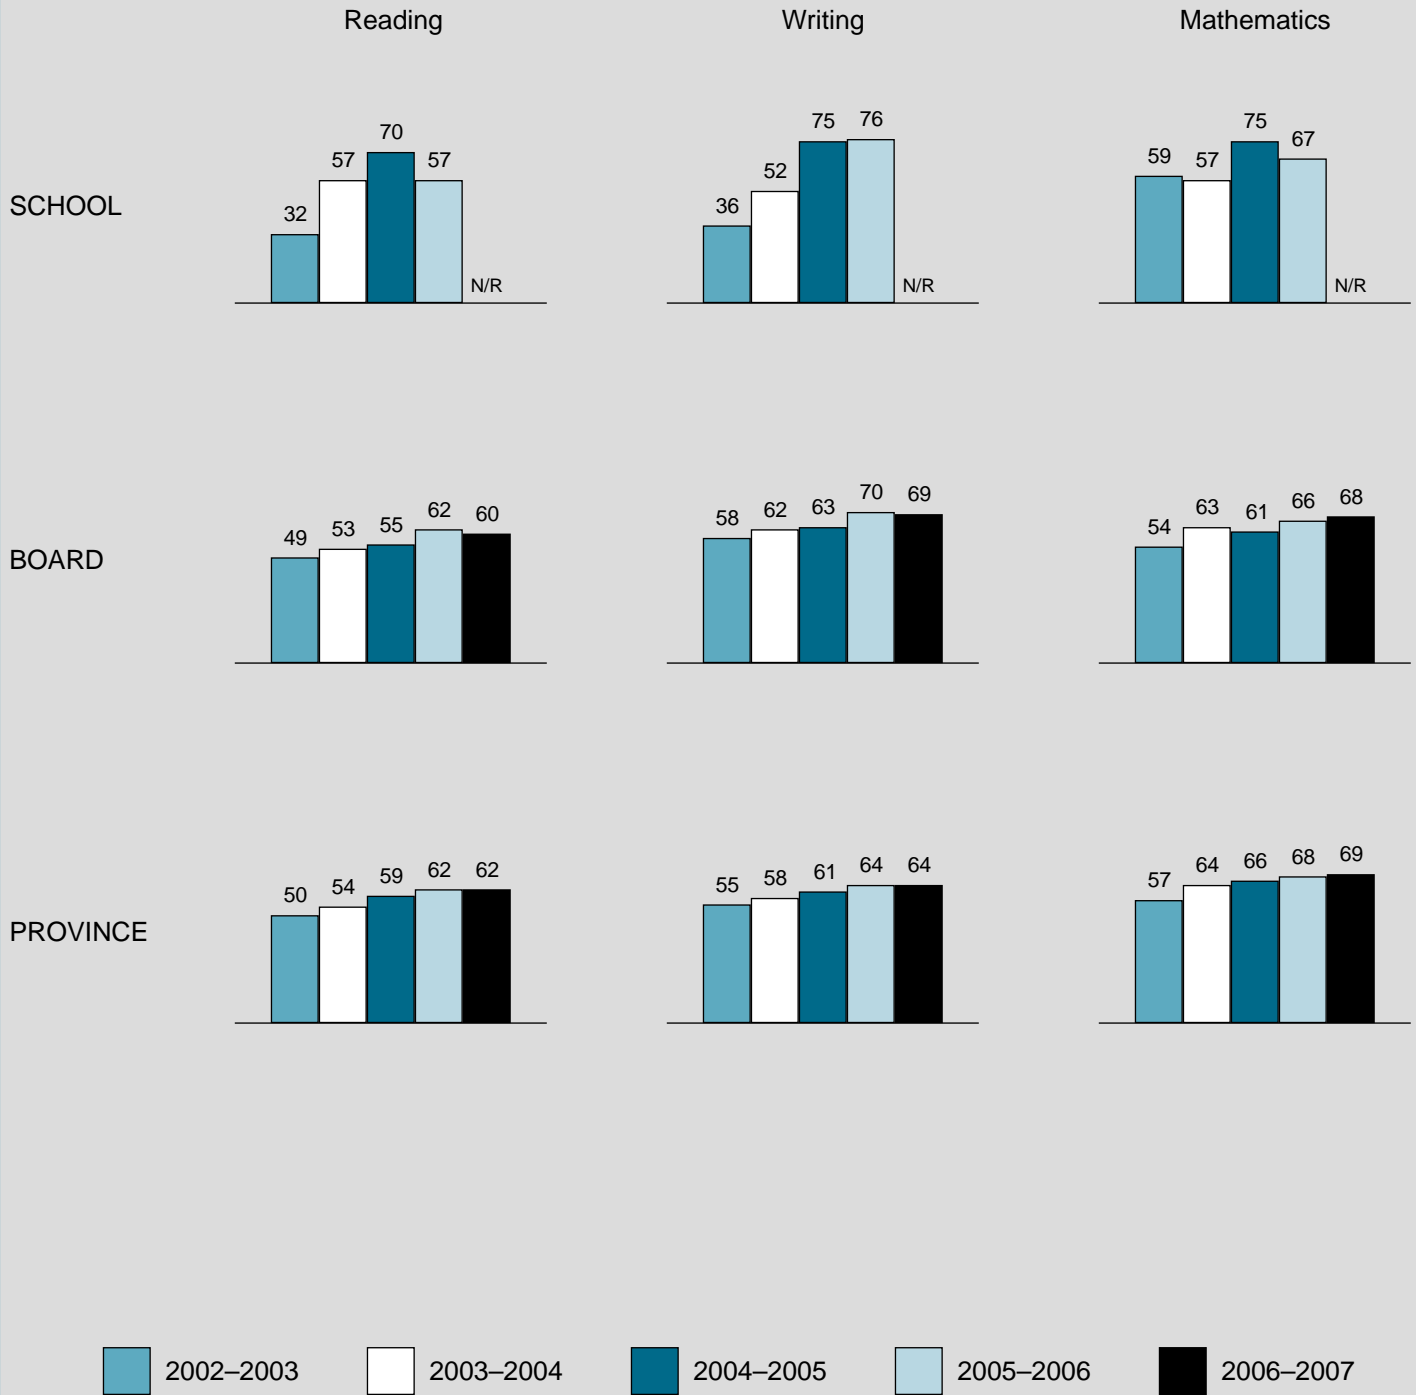 Reading Writing Mathematics
SCHOOL
32 57 70 57 N/R
36 52 75 76 N/R
59 57 75 67 N/R
BOARD
49 53 55 62 60
58 62 63 70 69
54 63 61 66 68
PROVINCE
50 54 59 62 62
55 58 61 64 64
57 64 66 68 69
2002–2003 2003–2004 2004–2005 2005–2006 2006–2007